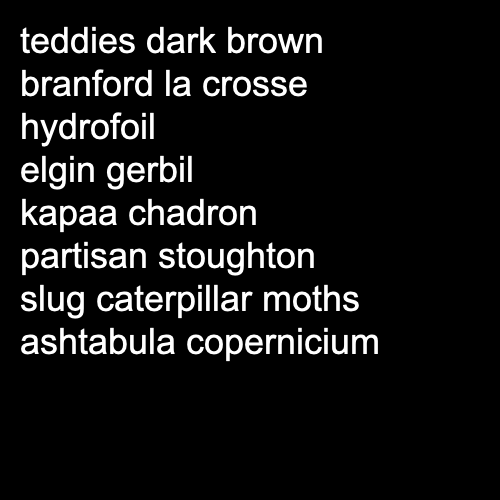 teddies dark brown
branford la crosse
hydrofoil
elgin gerbil
kapaa chadron
partisan stoughton
slug caterpillar moths
ashtabula copernicium